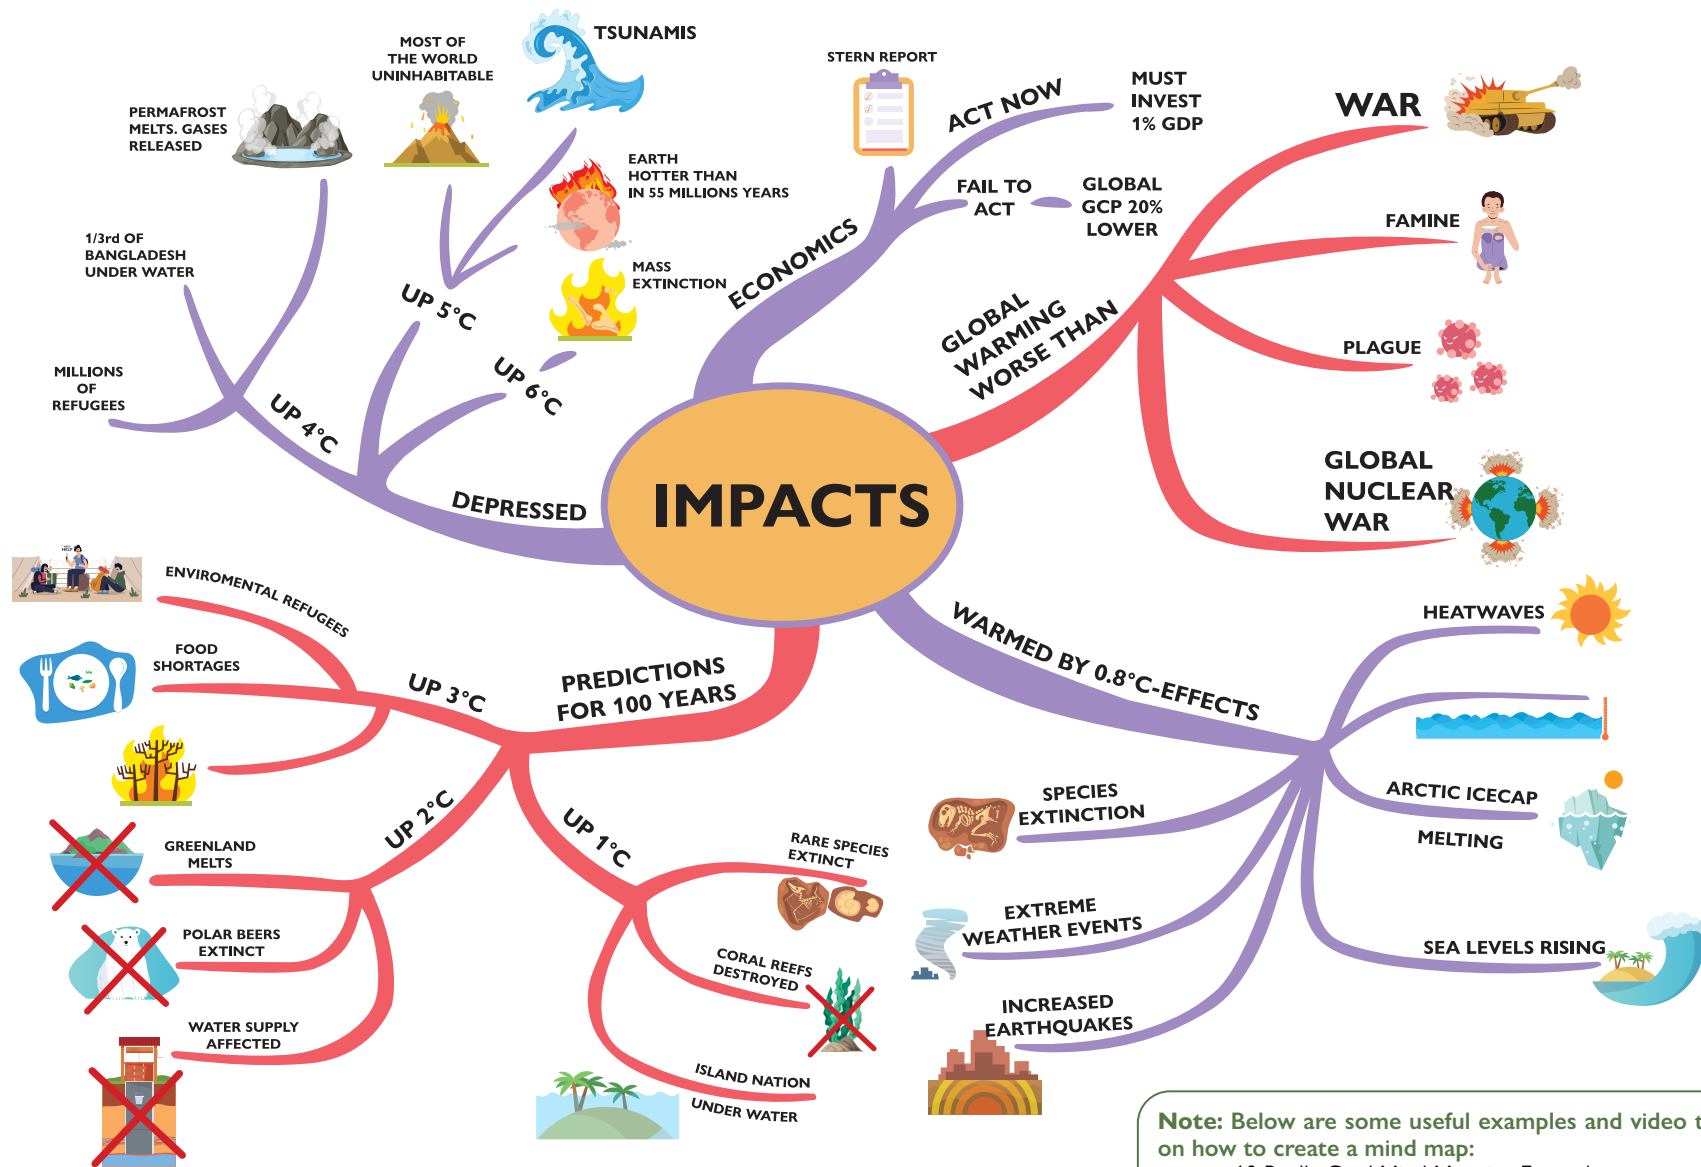 IMPACTS
ECONOMICS
STERN REPORT
ACT NOW
MUST
INVEST
1% GDP
FAIL TO
ACT
GLOBAL
GCP 20%
LOWER
GLOBAL
WARMING
WORSE THAN
WAR
FAMINE
PLAGUE
GLOBAL
NUCLEAR
WAR
WARMED BY 0.8°C-EFFECTS
HEATWAVES
ARCTIC ICECAP
MELTING
SEA LEVELS RISING
SPECIES
EXTINCTION
EXTREME
WEATHER EVENTS
INCREASED
EARTHQUAKES
PREDICTIONS
FOR 100 YEARS
UP 1°C
RARE SPECIES
EXTINCT
CORAL REEFS
DESTROYED
ISLAND NATION
UNDER WATER
UP 2°C
GREENLAND
MELTS
POLAR BEERS
EXTINCT
WATER SUPPLY
AFFECTED
UP 3°C
ENVIROMENTAL REFUGEES
HELP
FOOD
SHORTAGES
DEPRESSED
UP 4°C
MILLIONS
OF
REFUGEES
1/3rd OF
BANGLADESH
UNDER WATER
PERMAFROST
MELTS. GASES
RELEASED
UP 5°C
MOST OF
THE WORLD
UNINHABITABLE
TSUNAMIS
EARTH
HOTTER THAN
IN 55 MILLIONS YEARS
UP 6°C
MASS
EXTINCTION
Note: Below are some useful examples and video
on how to create a mind map: